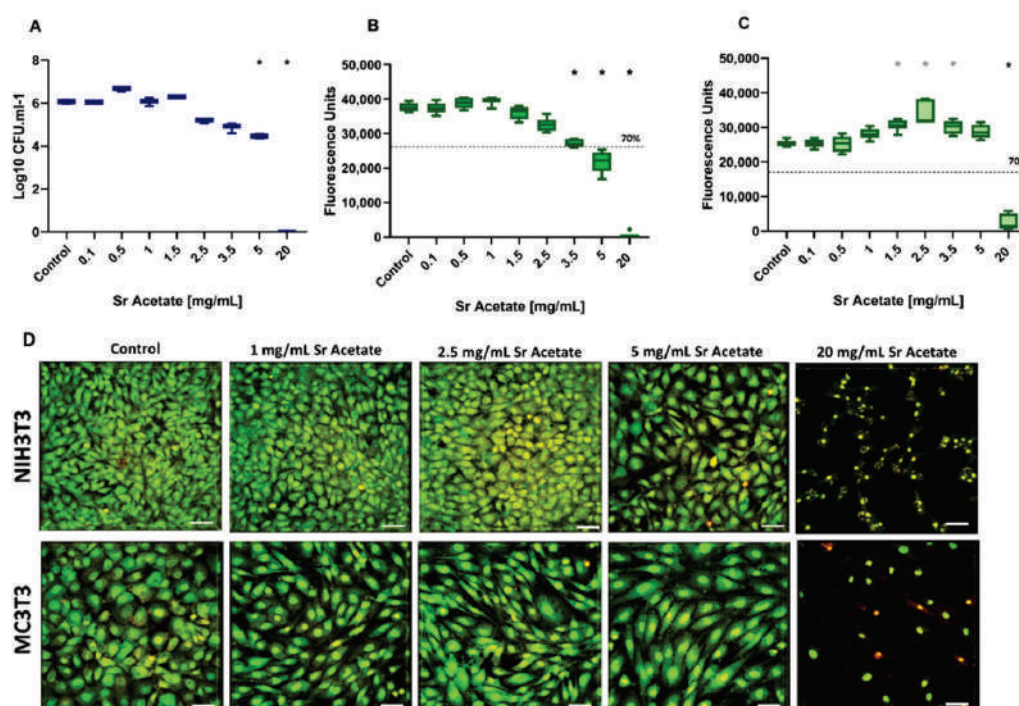 A
Log10 CFU.ml-1
8
6
4
2
0
* *
Control 0.1 0.5 1 1.5 2.5 3.5 5 20
Sr Acetate [mg/mL]
B
Fluorescence Units
50,000
40,000
30,000
20,000
10,000
0
* * *
70%
Control 0.1 0.5 1 1.5 2.5 3.5 5 20
Sr Acetate [mg/mL]
C
Fluorescence Units
50,000
40,000
30,000
20,000
10,000
0
* * * *
70
Control 0.1 0.5 1 1.5 2.5 3.5 5 20
Sr Acetate [mg/mL]
D
Control 1 mg/mL Sr Acetate 2.5 mg/mL Sr Acetate 5 mg/mL Sr Acetate 20 mg/mL Sr Acetate
NIH3T3
MC3T3